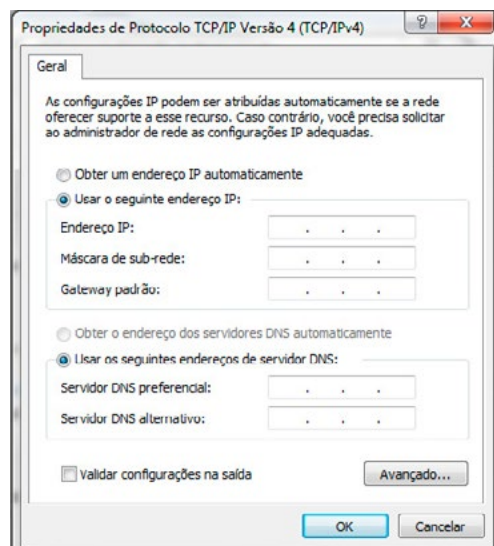 Propriedades de Protocolo TCP/IP Versão 4 (TCP/IPv4)
Geral
As configurações IP podem ser atribuídas automaticamente se a rede
oferecer suporte a esse recurso. Caso contrário, você precisa solicitar
ao administrador de rede as configurações IP adequadas.
Obter um endereço IP automaticamente
Usar o seguinte endereço IP:
Endereço IP:
Máscara de sub-rede:
Gateway padrão:
Obter o endereço dos servidores DNS automaticamente
Usar os seguintes endereços de servidor DNS:
Servidor DNS preferencial:
Servidor DNS alternativo:
Validar configurações na saída
Avançado...
OK
Cancelar